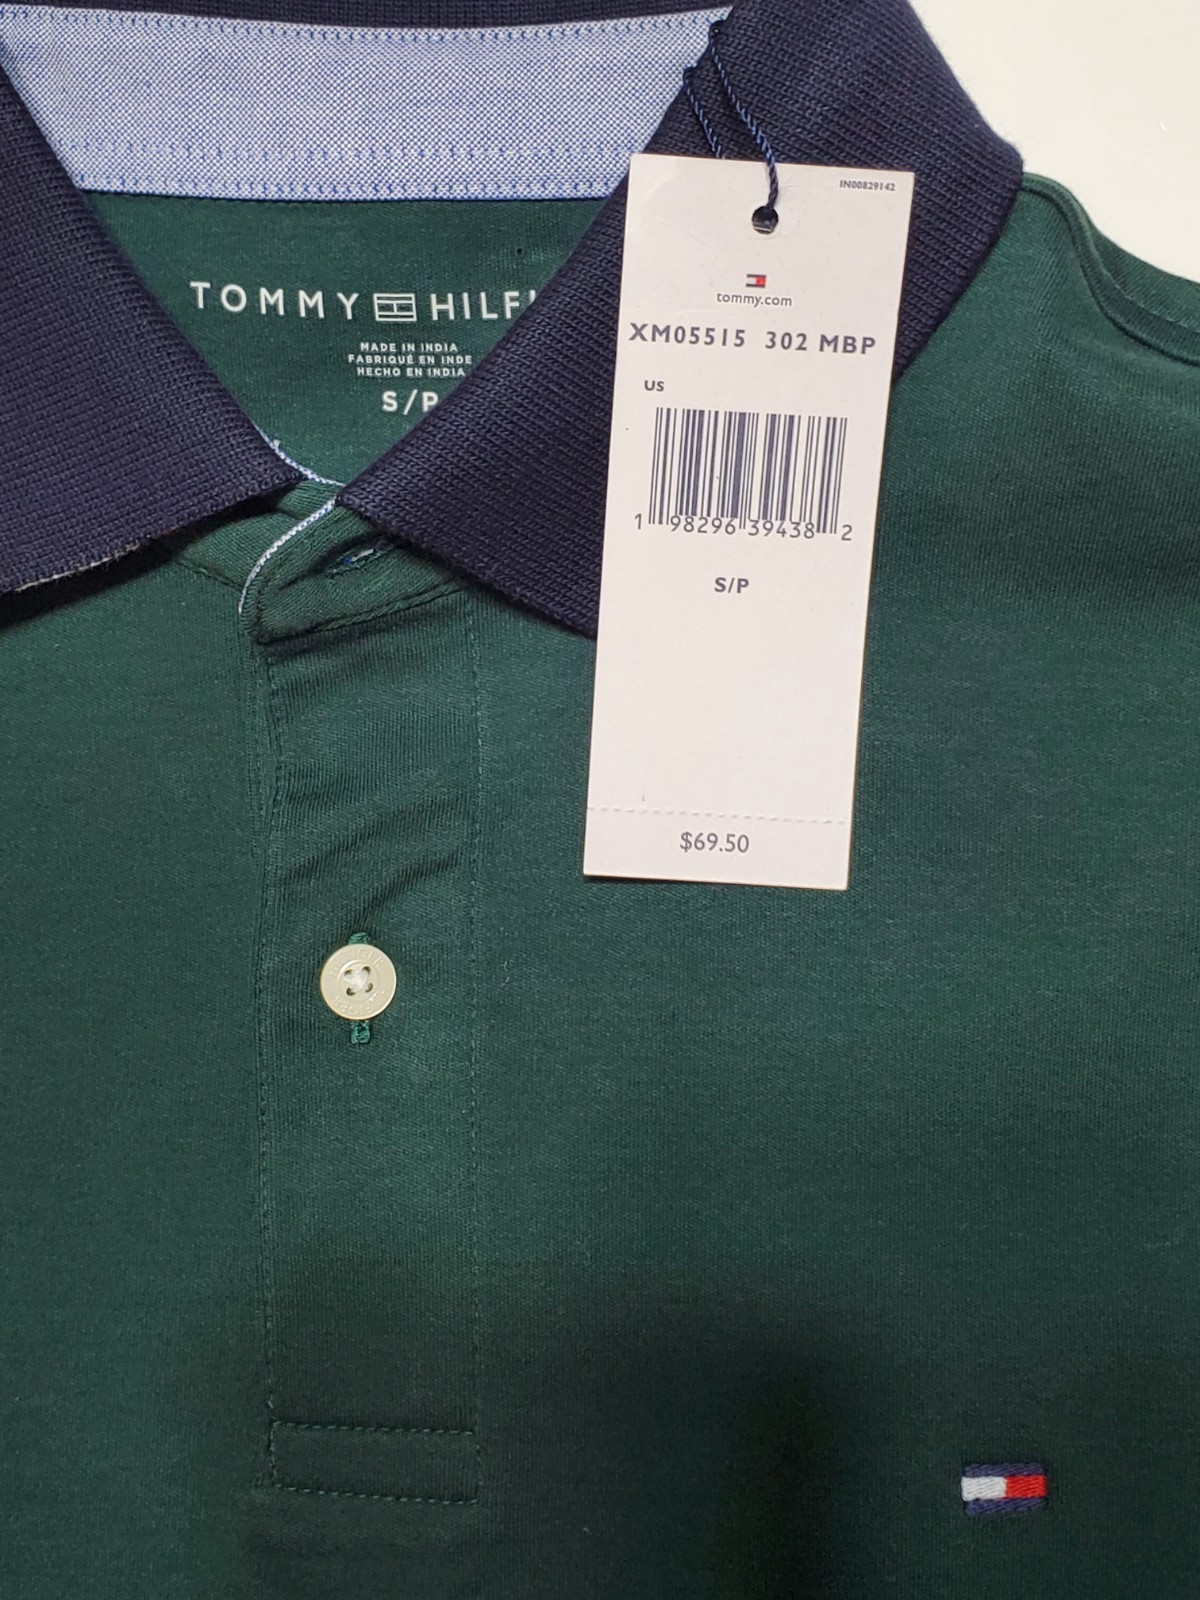 IN00829142
tommy.com
XM05515 302 MBP
US
1 98296 39438 2
S/P
$69.50
TOMMY HILFI
MADE IN INDIA
FABRIQUÉ EN INDE
HECHO EN INDIA
S/P